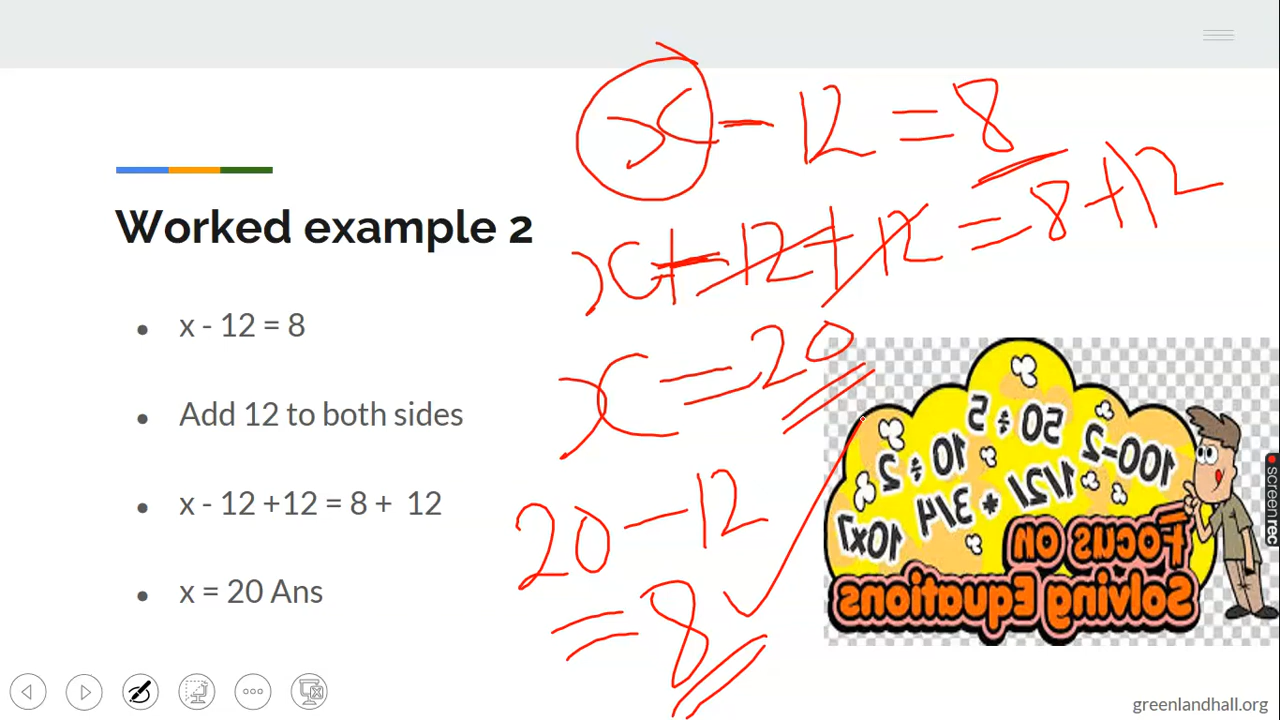 Worked example 2
• x - 12 = 8
• Add 12 to both sides
• x - 12 +12 = 8 + 12
• x = 20 Ans
x - 12 = 8
x - 12 + 12 = 8 + 12
x = 20
20 - 12
= 8
50 ÷ 5
100-2
10 ÷ 2
1/2/
* 3/4
10x7
Focus on
Solving Equations
screenrec
greenlandhall.org